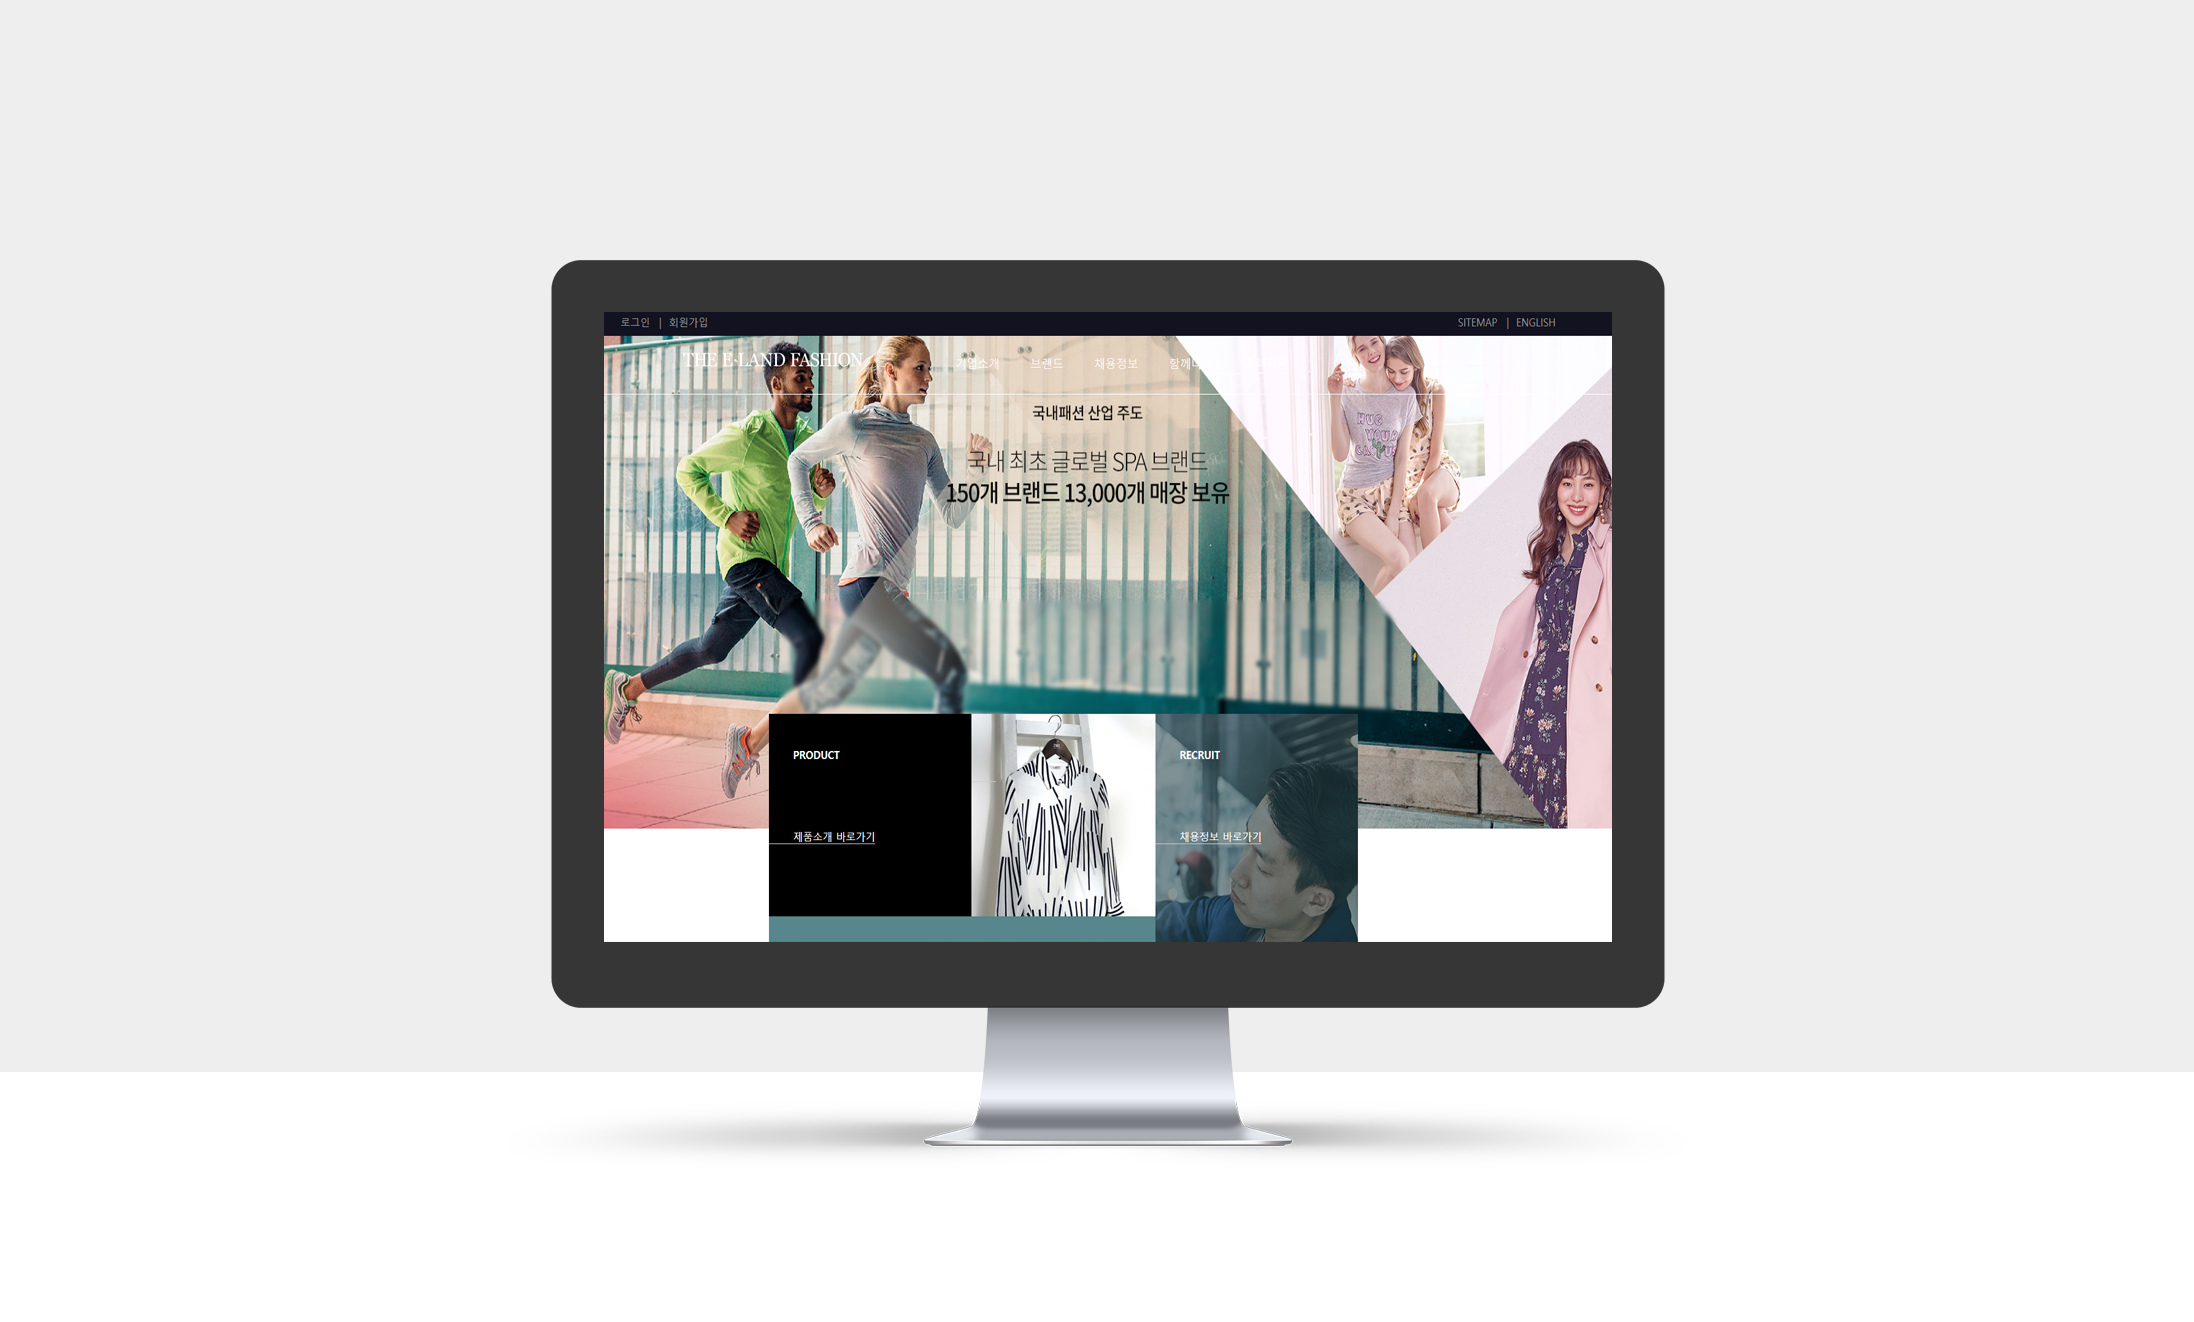 로그인 | 회원가입
SITEMAP | ENGLISH
THE E·LAND FASHION
기업소개 브랜드 채용정보
국내패션 산업 주도
국내 최초 글로벌 SPA 브랜드
150개 브랜드 13,000개 매장 보유
HUG
YOUR
PRODUCT
제품소개 바로가기
RECRUIT
채용정보 바로가기